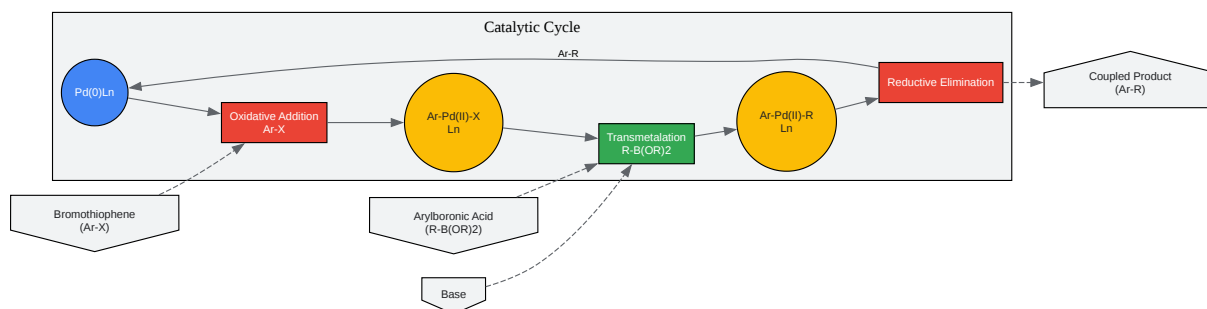 Catalytic Cycle
Ar-R
Pd(0)Ln
Oxidative Addition
Ar-X
Ar-Pd(II)-X
Ln
Transmetalation
R-B(OR)2
Ar-Pd(II)-R
Ln
Reductive Elimination
Coupled Product
(Ar-R)
Bromothiophene
(Ar-X)
Arylboronic Acid
(R-B(OR)2)
Base